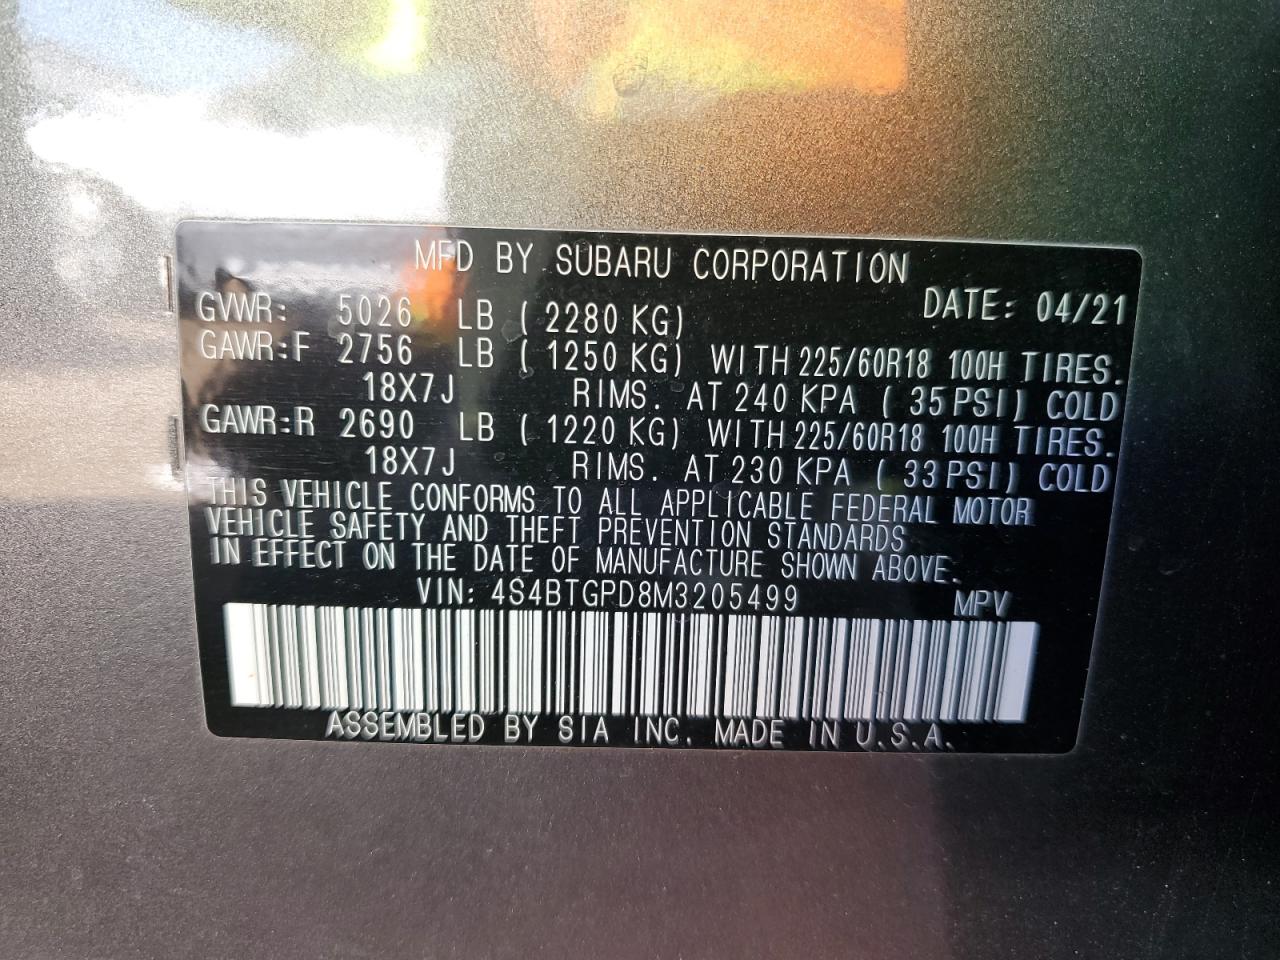 MFD BY SUBARU CORPORATION
DATE: 04/21
GVWR: 5026 LB ( 2280 KG)
GAWR:F 2756 LB ( 1250 KG) WITH 225/60R18 100H TIRES.
18X7J RIMS. AT 240 KPA ( 35 PSI) COLD
GAWR:R 2690 LB ( 1220 KG) WITH 225/60R18 100H TIRES.
18X7J RIMS. AT 230 KPA ( 33 PSI) COLD
THIS VEHICLE CONFORMS TO ALL APPLICABLE FEDERAL MOTOR
VEHICLE SAFETY AND THEFT PREVENTION STANDARDS
IN EFFECT ON THE DATE OF MANUFACTURE SHOWN ABOVE.
VIN: 4S4BTGPD8M3205499 MPV
ASSEMBLED BY SIA INC. MADE IN U.S.A.